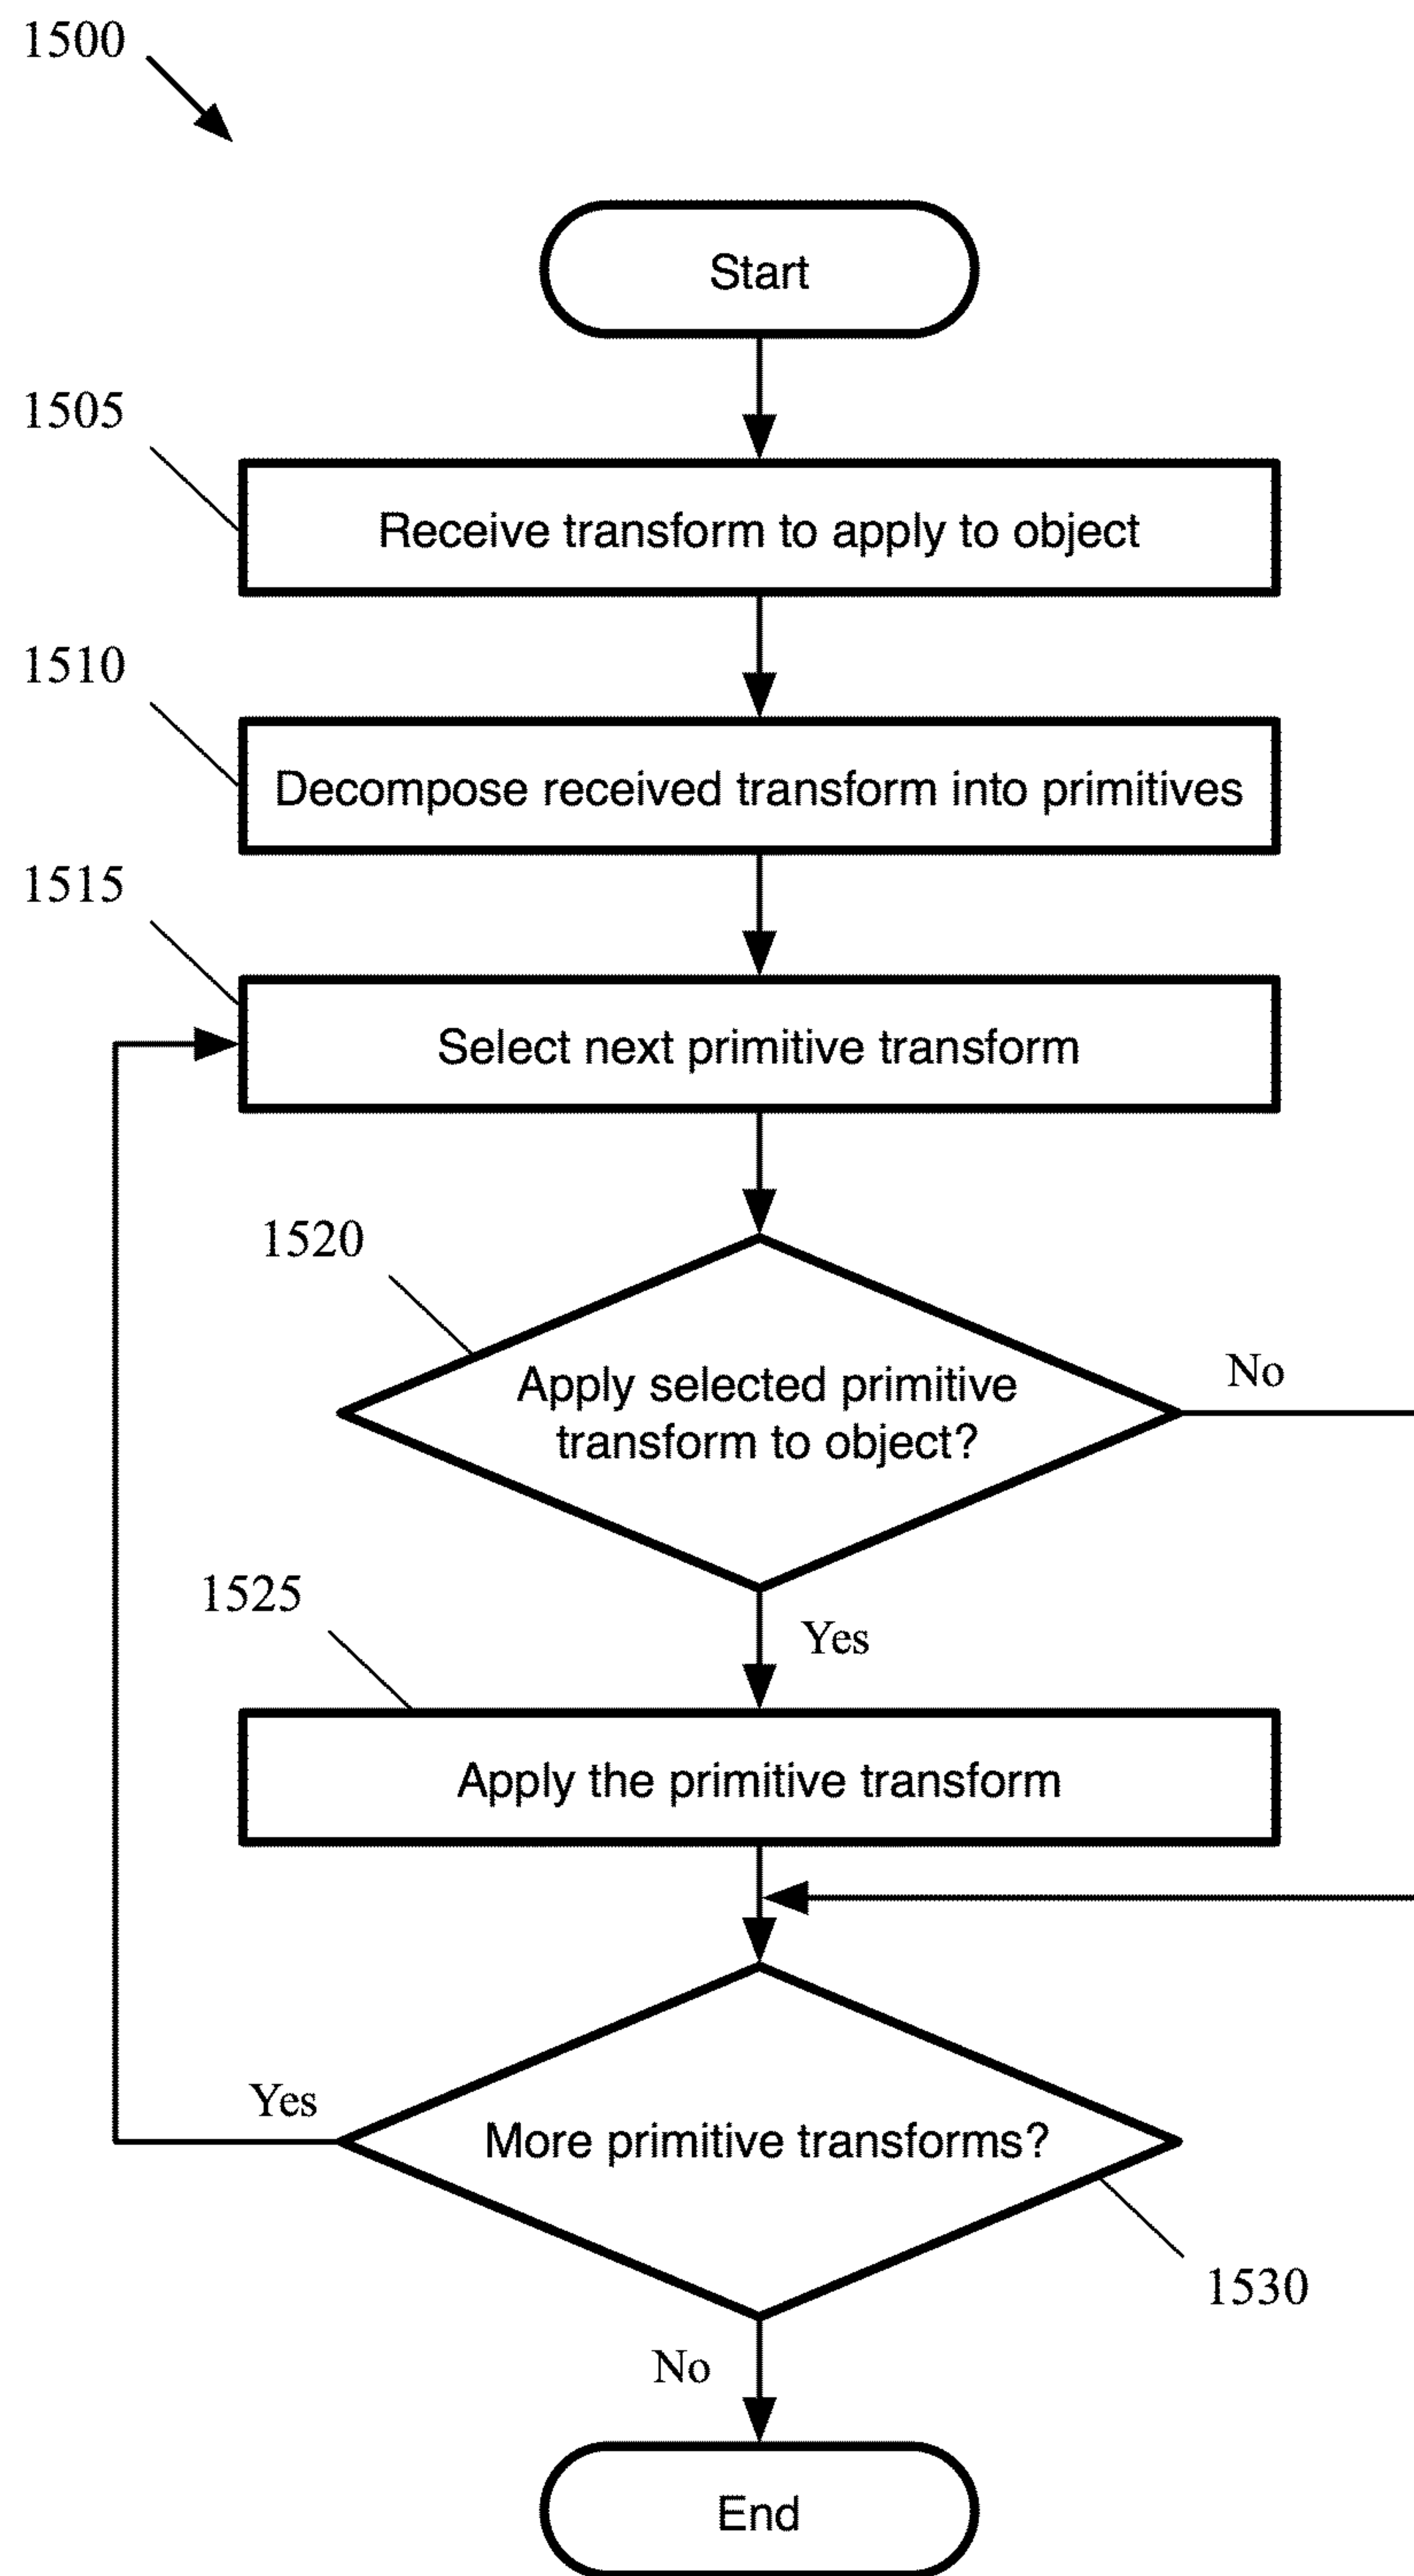 1500
Start
1505
Receive transform to apply to object
1510
Decompose received transform into primitives
1515
Select next primitive transform
1520
Apply selected primitive
transform to object?
No
1525
Yes
Apply the primitive transform
Yes
More primitive transforms?
1530
No
End